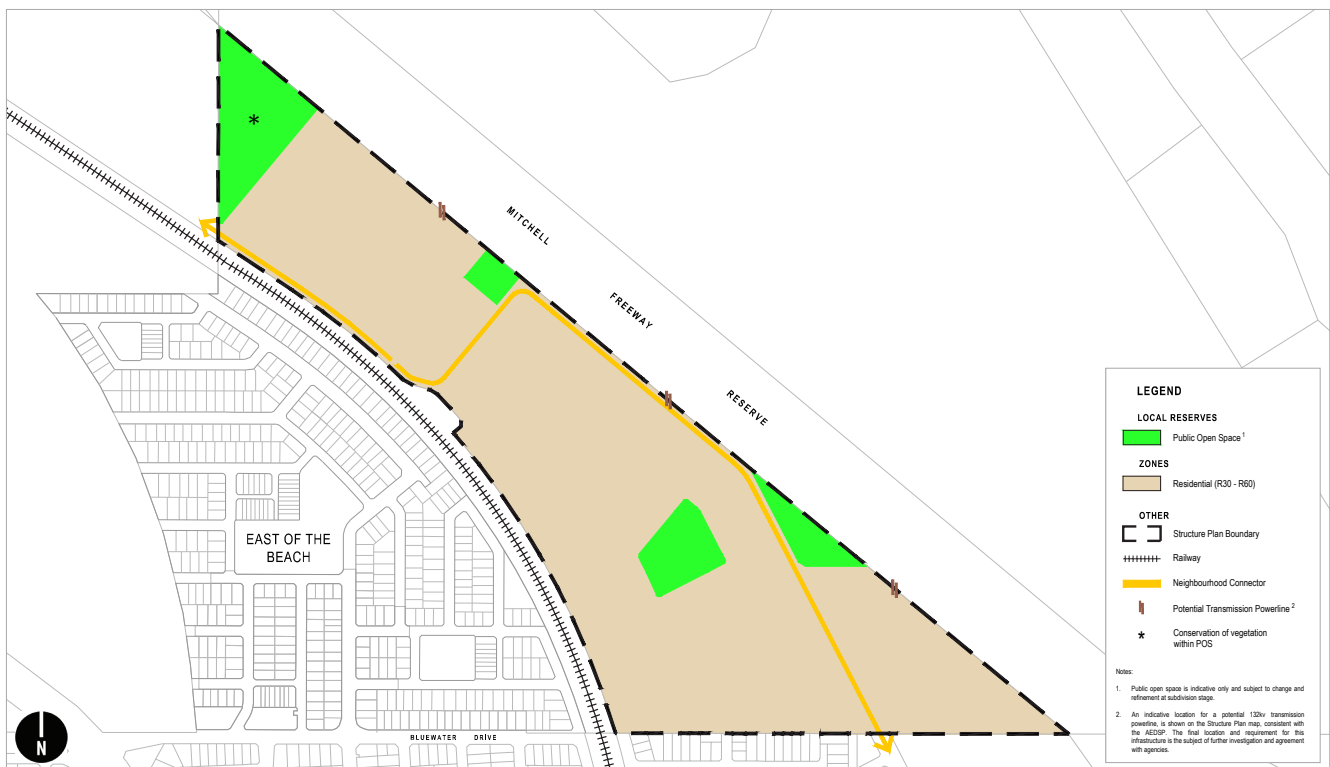 MITCHELL
FREEWAY
RESERVE
EAST OF THE
BEACH
BLUEWATER DRIVE
N
LEGEND
LOCAL RESERVES
Public Open Space 1
ZONES
Residential (R30 - R60)
OTHER
Structure Plan Boundary
Railway
Neighbourhood Connector
Potential Transmission Powerline 2
*
*
Conservation of vegetation
within POS
Notes:
1. Public open space is indicative only and subject to change and
refinement at subdivision stage.
2. An indicative location for a potential 132kv transmission
powerline, is shown on the Structure Plan map, consistent with
the AEDSP. The final location and requirement for this
infrastructure is the subject of further investigation and agreement
with agencies.